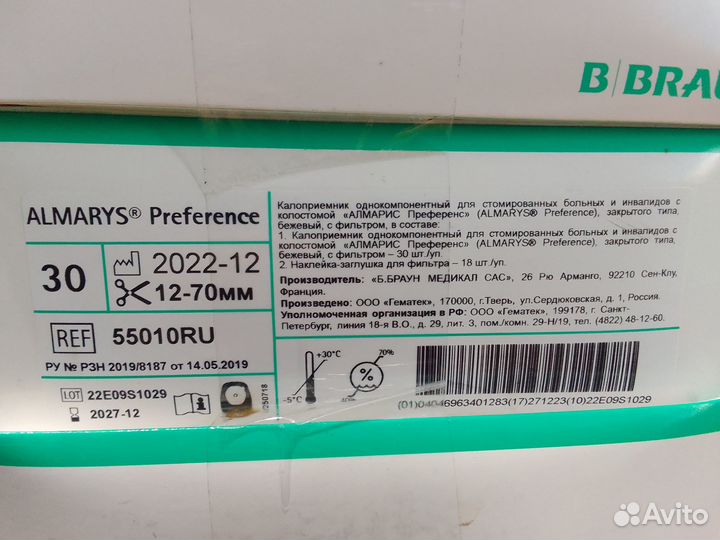 B|BRAU
ALMARYS® Preference
30
2022-12
12-70мм
REF 55010RU
РУ № РЗН 2019/8187 от 14.05.2019
LOT 22E09S1029
2027-12
/250718
Калоприемник однокомпонентный для стомированных больных и инвалидов с
колостомой «АЛМАРИС Преференс» (ALMARYS® Preference), закрытого типа,
бежевый, с фильтром, в составе:
1. Калоприемник однокомпонентный для стомированных больных и инвалидов с
колостомой «АЛМАРИС Преференс» (ALMARYS® Preference), закрытого типа,
бежевый, с фильтром – 30 шт./уп.
2. Наклейка-заглушка для фильтра – 18 шт./уп.
Производитель: «Б.БРАУН МЕДИКАЛ САС», 26 Рю Арманго, 92210 Сен-Клу,
Франция.
Произведено: ООО «Гематек», 170000, г.Тверь, ул.Сердюковская, д. 1, Россия.
Уполномоченная организация в РФ: ООО «Гематек», 199178, г. Санкт-
Петербург, линия 18-я В.О., д. 29, лит. 3, пом./комн. 29-Н/19, тел. (4822) 48-12-60.
+30°C
-5°C
70%
%
(01)04046963401283(17)271223(10)22E09S1029
Avito